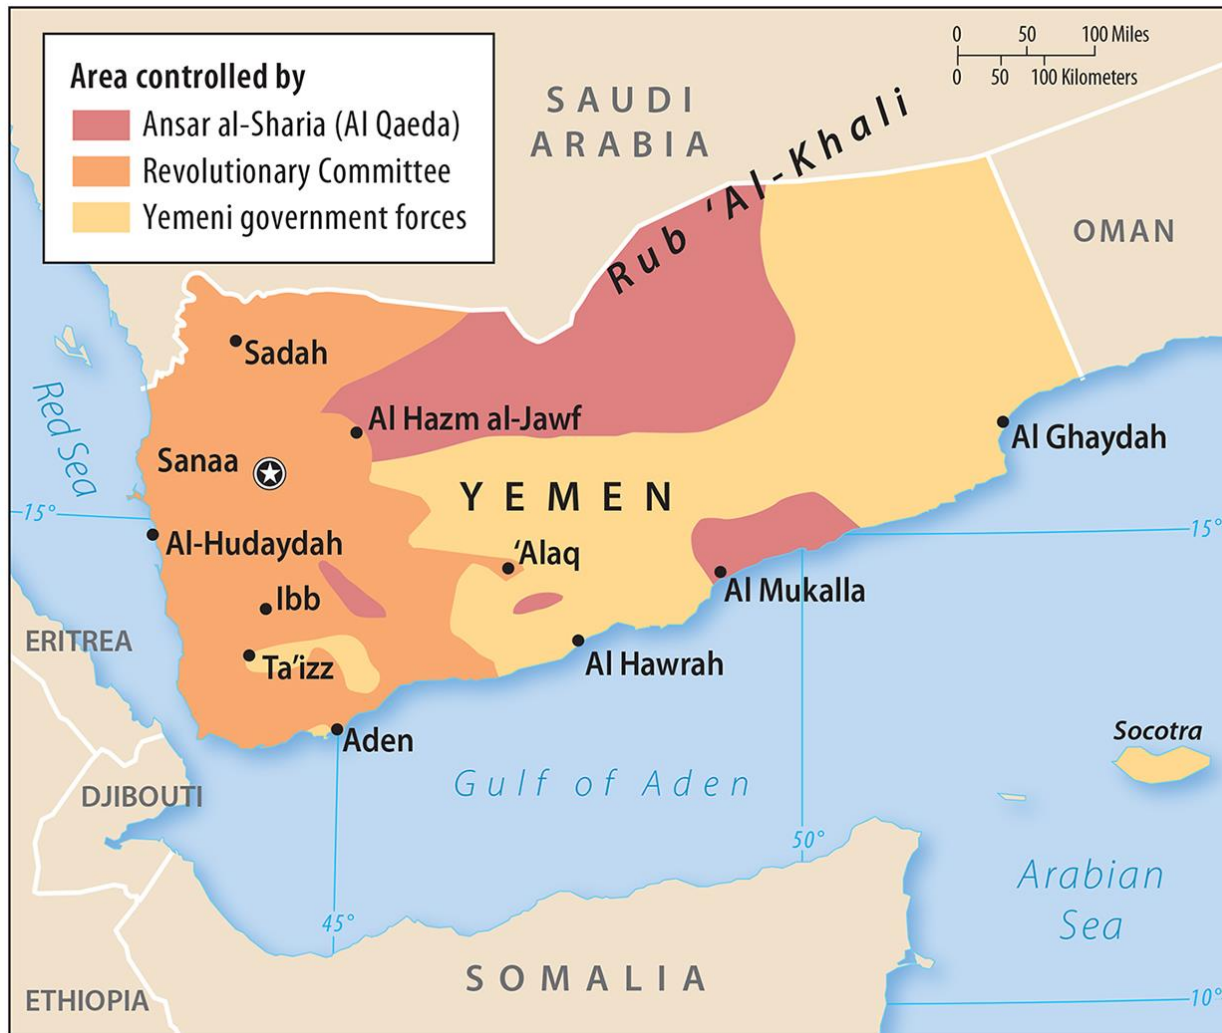 Area controlled by
Ansar al-Sharia (Al Qaeda)
Revolutionary Committee
Yemeni government forces
0 50 100 Miles
0 50 100 Kilometers
SAUDI
ARABIA
Rub ‘Al-Khali
OMAN
Sadah
Red Sea
Al Hazm al-Jawf
Al Ghaydah
Sanaa
YEMEN
15°
15°
Al-Hudaydah
‘Alaq
Al Mukalla
Ibb
ERITREA
Ta’izz
Al Hawrah
Aden
Socotra
Gulf of Aden
DJIBOUTI
50°
Arabian
Sea
45°
SOMALIA
ETHIOPIA
10°